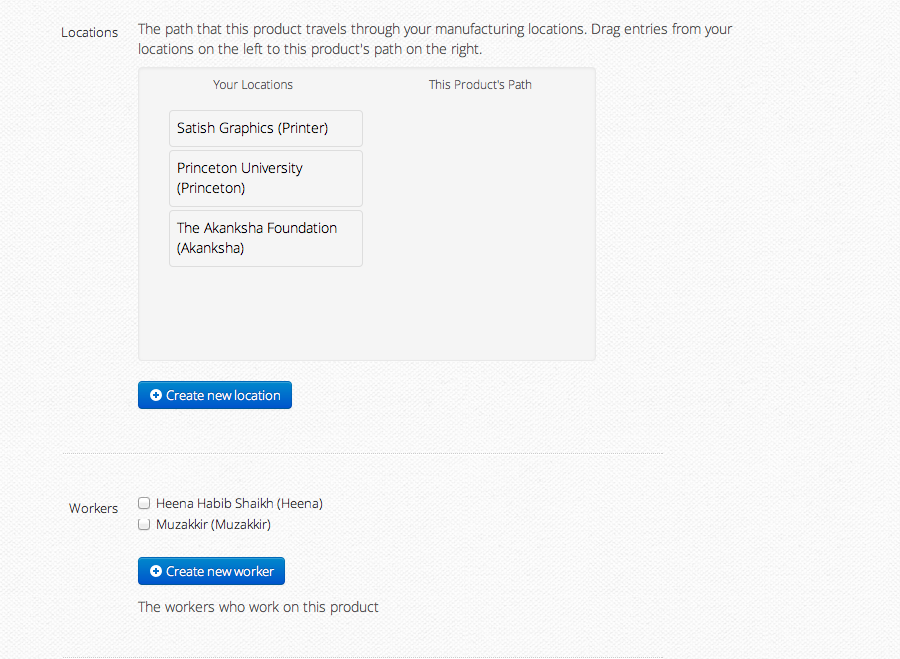 Locations
The path that this product travels through your manufacturing locations. Drag entries from your
locations on the left to this product's path on the right.
Your Locations
This Product's Path
Satish Graphics (Printer)
Princeton University
(Princeton)
The Akanksha Foundation
(Akanksha)
Create new location
Workers
Heena Habib Shaikh (Heena)
Muzakkir (Muzakkir)
Create new worker
The workers who work on this product